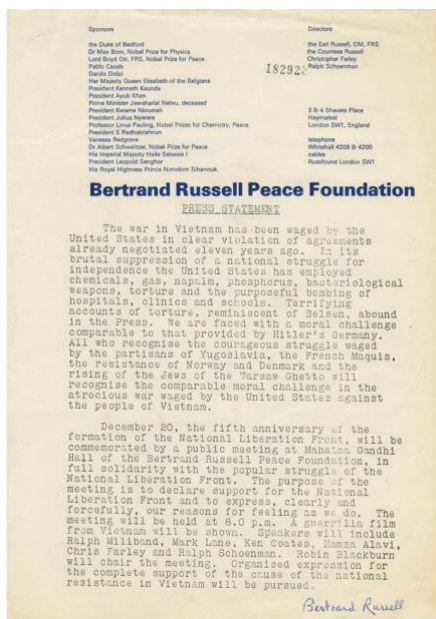 Sponsors
the Duke of Bedford
Dr Max Born, Nobel Prize for Physics
Lord Boyd Orr, FRS, Nobel Prize for Peace
Pablo Casals
Danilo Dolci
Her Majesty Queen Elisabeth of the Belgians
President Kenneth Kaunda
President Ayub Khan
Prime Minister Jawaharlal Nehru, deceased
President Kwame Nkrumah
President Julius Nyerere
Professor Linus Pauling, Nobel Prizes for Chemistry, Peace
President S Radhakrishnan
Vanessa Redgrave
Dr Albert Schweitzer, Nobel Prize for Peace
His Imperial Majesty Haile Selassie I
President Leopold Senghor
His Royal Highness Prince Norodom Sihanouk
182923
Directors
the Earl Russell, OM, FRS
the Countess Russell
Christopher Farley
Ralph Schoenman
3 & 4 Shavers Place
Haymarket
London SW1, England
telephone
Whitehall 4209 & 4200
cables
Russfound London SW1
Bertrand Russell Peace Foundation
PRESS STATEMENT
The war in Vietnam has been waged by the
United States in clear violation of agreements
already negotiated eleven years ago. In its
brutal suppression of a national struggle for
independence the United States has employed
chemicals, gas, napalm, phosphorus, bacteriological
weapons, torture and the purposeful bombing of
hospitals, clinics and schools. Terrifying
accounts of torture, reminiscent of Belsen, abound
in the Press. We are faced with a moral challenge
comparable to that provided by Hitler's Germany.
All who recognise the courageous struggle waged
by the partisans of Yugoslavia, the French Maquis,
the resistance of Norway and Denmark and the
rising of the Jews of the Warsaw Ghetto will
recognise the comparable moral challenge in the
atrocious war waged by the United States against
the people of Vietnam.
December 20, the fifth anniversary of the
formation of the National Liberation Front, will be
commemorated by a public meeting at Mahatma Gandhi
Hall of the Bertrand Russell Peace Foundation, in
full solidarity with the popular struggle of the
National Liberation Front. The purpose of the
meeting is to declare support for the National
Liberation Front and to express, clearly and
forcefully, our reasons for feeling as we do. The
meeting will be held at 8.0 p.m. A guerrilla film
from Vietnam will be shown. Speakers will include
Ralph Miliband, Mark Lane, Ken Coates, Hamza Alavi,
Chris Farley and Ralph Schoenman. Robin Blackburn
will chair the meeting. Organised expression for
the complete support of the cause of the national
resistance in Vietnam will be pursued.
Bertrand Russell